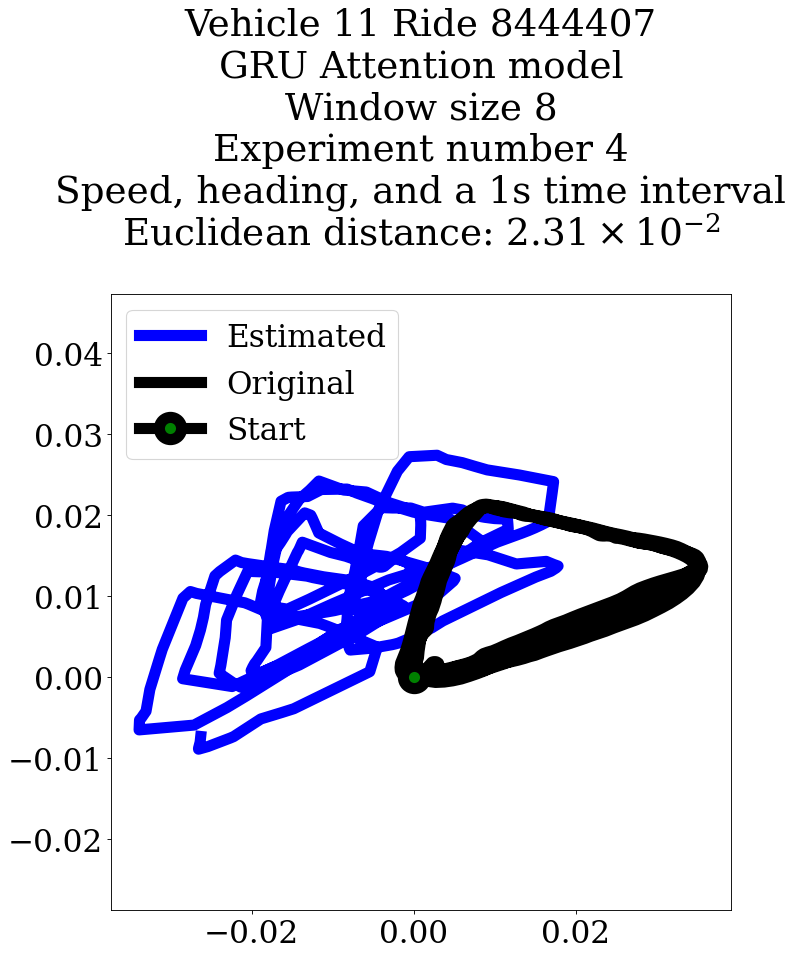 Vehicle 11 Ride 8444407
GRU Attention model
Window size 8
Experiment number 4
Speed, heading, and a 1s time interval
Euclidean distance: 2.31 × 10⁻²
Estimated
Original
Start
0.04
0.03
0.02
0.01
0.00
−0.01
−0.02
−0.02 0.00 0.02